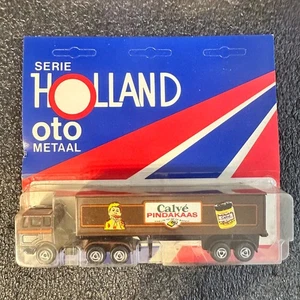 SERIE
HOLLAND
oto
METAAL
Calvé
PINDAKAAS